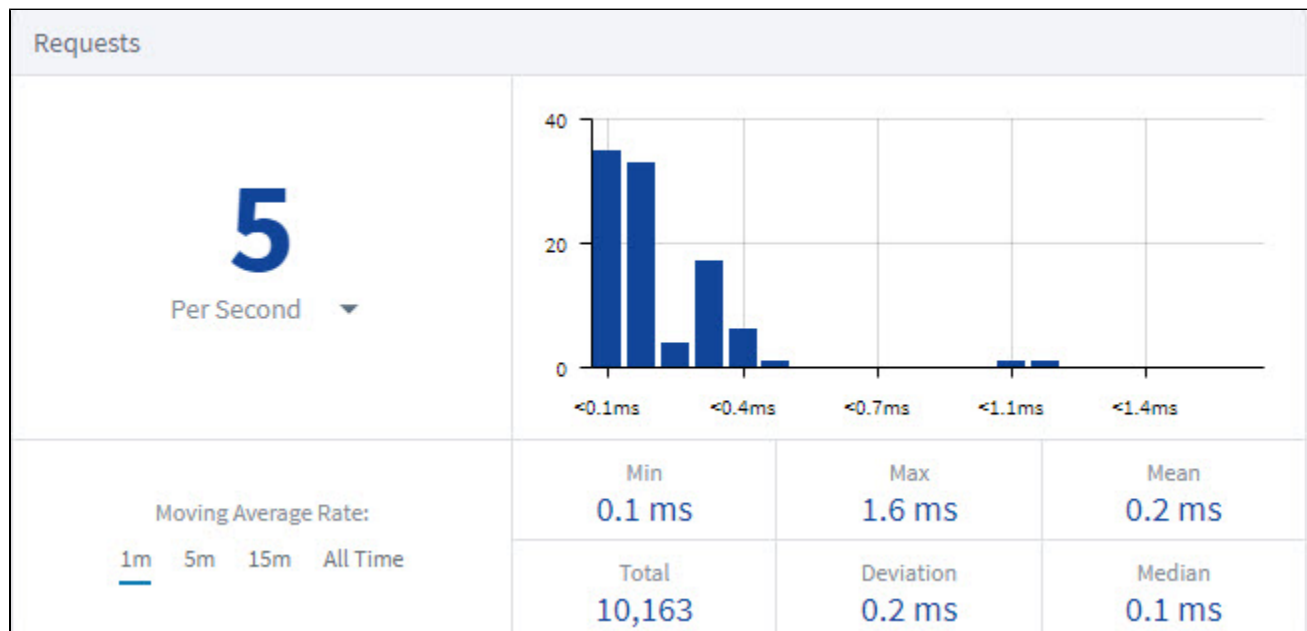 Requests
5
Per Second
40
20
0
<0.1ms <0.4ms <0.7ms <1.1ms <1.4ms
Moving Average Rate:
1m 5m 15m All Time
Min Max Mean
0.1 ms 1.6 ms 0.2 ms
Total Deviation Median
10,163 0.2 ms 0.1 ms